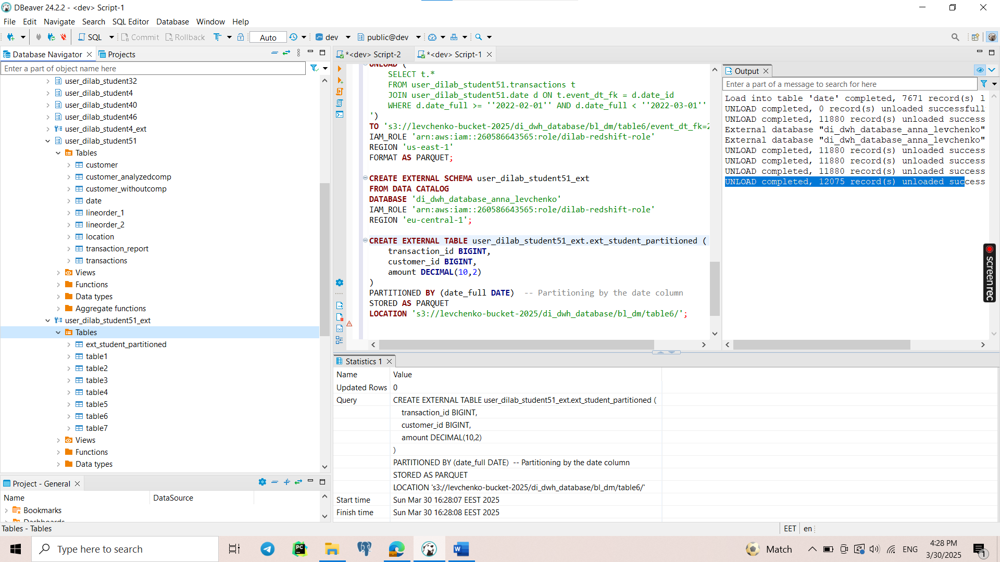 DBeaver 24.2.2 - <dev> Script-1
File Edit Navigate Search SQL Editor Database Window Help
SQL Commit Rollback Auto dev public@dev
Database Navigator Projects
Enter a part of object name here
user_dilab_student32
user_dilab_student4
user_dilab_student40
user_dilab_student46
user_dilab_student4_ext
user_dilab_student51
Tables
customer
customer_analyzedcomp
customer_withoutcomp
date
lineorder_1
lineorder_2
location
transaction_report
transactions
Views
Functions
Data types
Aggregate functions
user_dilab_student51_ext
Tables
ext_student_partitioned
table1
table2
table3
table4
table5
table6
table7
Views
Functions
Data types
Project - General
Name DataSource
Bookmarks
Dashboards
Tables - Tables
*<dev> Script-2 *<dev> Script-1
UNLOAD (
SELECT t.*
FROM user_dilab_student51.transactions t
JOIN user_dilab_student51.date d ON t.event_dt_fk = d.date_id
WHERE d.date_full >= ''2022-02-01'' AND d.date_full < ''2022-03-01''
')
TO 's3://levchenko-bucket-2025/di_dwh_database/bl_dm/table6/event_dt_fk=2
IAM_ROLE 'arn:aws:iam::260586643565:role/dilab-redshift-role'
REGION 'us-east-1'
FORMAT AS PARQUET;
CREATE EXTERNAL SCHEMA user_dilab_student51_ext
FROM DATA CATALOG
DATABASE 'di_dwh_database_anna_levchenko'
IAM_ROLE 'arn:aws:iam::260586643565:role/dilab-redshift-role'
REGION 'eu-central-1';
CREATE EXTERNAL TABLE user_dilab_student51_ext.ext_student_partitioned (
transaction_id BIGINT,
customer_id BIGINT,
amount DECIMAL(10,2)
)
PARTITIONED BY (date_full DATE) -- Partitioning by the date column
STORED AS PARQUET
LOCATION 's3://levchenko-bucket-2025/di_dwh_database/bl_dm/table6/';
Output
Enter a part of a message to search for here
Load into table 'date' completed, 7671 record(s) l
UNLOAD completed, 0 record(s) unloaded successfull
UNLOAD completed, 11880 record(s) unloaded success
External database "di_dwh_database_anna_levchenko"
External database "di_dwh_database_anna_levchenko"
UNLOAD completed, 11880 record(s) unloaded success
UNLOAD completed, 11880 record(s) unloaded success
UNLOAD completed, 11880 record(s) unloaded success
UNLOAD completed, 12075 record(s) unloaded success
screenrec
Statistics 1
Name Value
Updated Rows 0
Query CREATE EXTERNAL TABLE user_dilab_student51_ext.ext_student_partitioned (
transaction_id BIGINT,
customer_id BIGINT,
amount DECIMAL(10,2)
)
PARTITIONED BY (date_full DATE) -- Partitioning by the date column
STORED AS PARQUET
LOCATION 's3://levchenko-bucket-2025/di_dwh_database/bl_dm/table6/'
Start time Sun Mar 30 16:28:07 EEST 2025
Finish time Sun Mar 30 16:28:08 EEST 2025
EET en
Type here to search
PC
W
Match
ENG
4:28 PM
3/30/2025
1